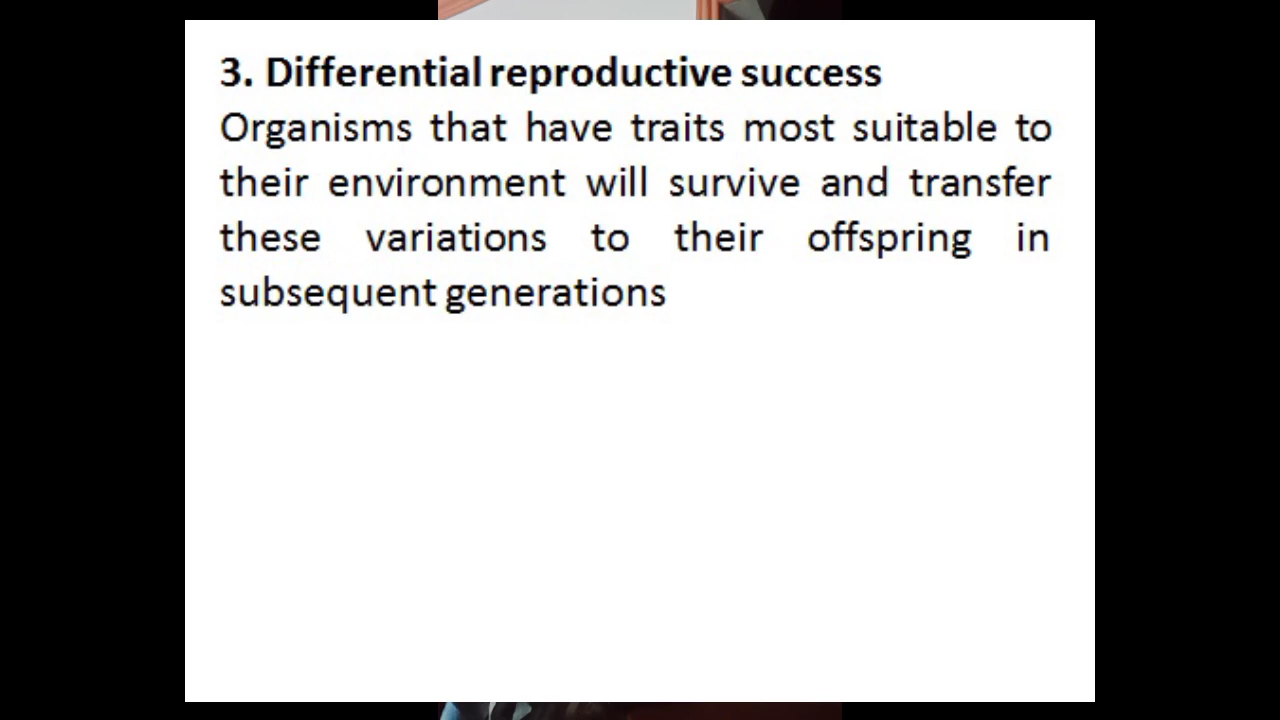 3. Differential reproductive success
Organisms that have traits most suitable to
their environment will survive and transfer
these variations to their offspring in
subsequent generations